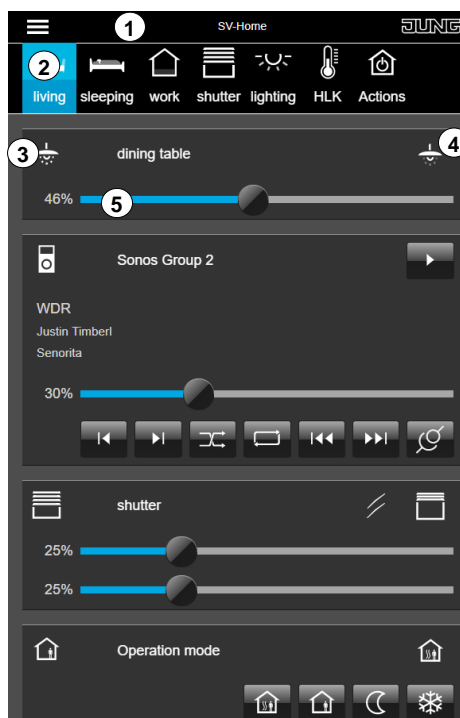 1 SV-Home JUNG
2
living sleeping work shutter lighting HLK Actions
3 dining table 4
46% 5
Sonos Group 2
WDR
Justin Timberl
Senorita
30%
shutter
25%
25%
Operation mode